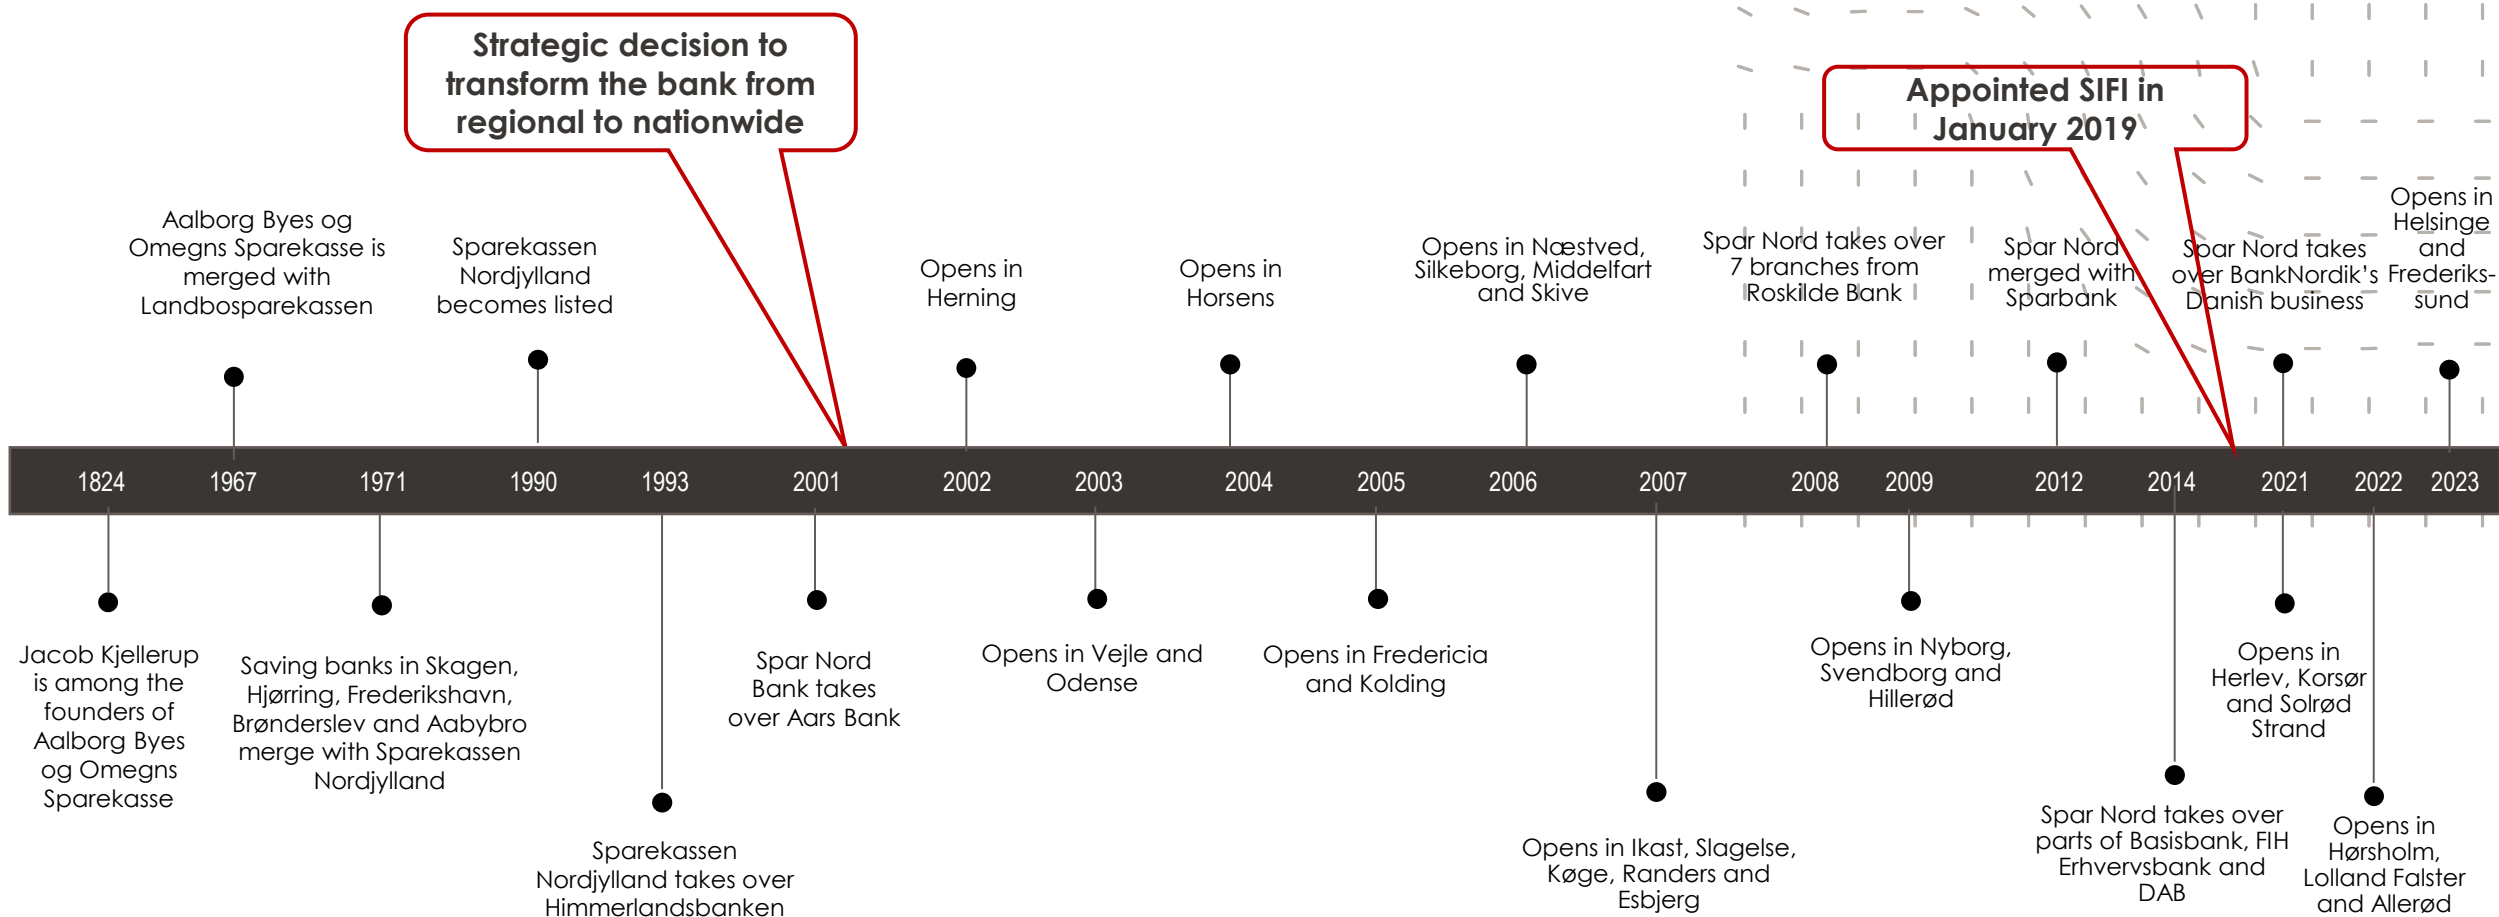 Strategic decision to
transform the bank from
regional to nationwide
Appointed SIFI in
January 2019
Aalborg Byes og
Omegns Sparekasse is
merged with
Landbosparekassen
Sparekassen
Nordjylland
becomes listed
Opens in
Herning
Opens in
Horsens
Opens in Næstved,
Silkeborg, Middelfart
and Skive
Spar Nord takes over
7 branches from
Roskilde Bank
Spar Nord
merged with
Sparbank
Spar Nord takes
over BankNordik’s
Danish business
Opens in
Helsinge
and
Frederiks-
sund
1824 1967 1971 1990 1993 2001 2002 2003 2004 2005 2006 2007 2008 2009 2012 2014 2021 2022 2023
Jacob Kjellerup
is among the
founders of
Aalborg Byes
og Omegns
Sparekasse
Saving banks in Skagen,
Hjørring, Frederikshavn,
Brønderslev and Aabybro
merge with Sparekassen
Nordjylland
Sparekassen
Nordjylland takes over
Himmerlandsbanken
Spar Nord
Bank takes
over Aars Bank
Opens in Vejle and
Odense
Opens in Fredericia
and Kolding
Opens in Ikast, Slagelse,
Køge, Randers and
Esbjerg
Opens in Nyborg,
Svendborg and
Hillerød
Spar Nord takes over
parts of Basisbank, FIH
Erhvervsbank and
DAB
Opens in
Herlev, Korsør
and Solrød
Strand
Opens in
Hørsholm,
Lolland Falster
and Allerød